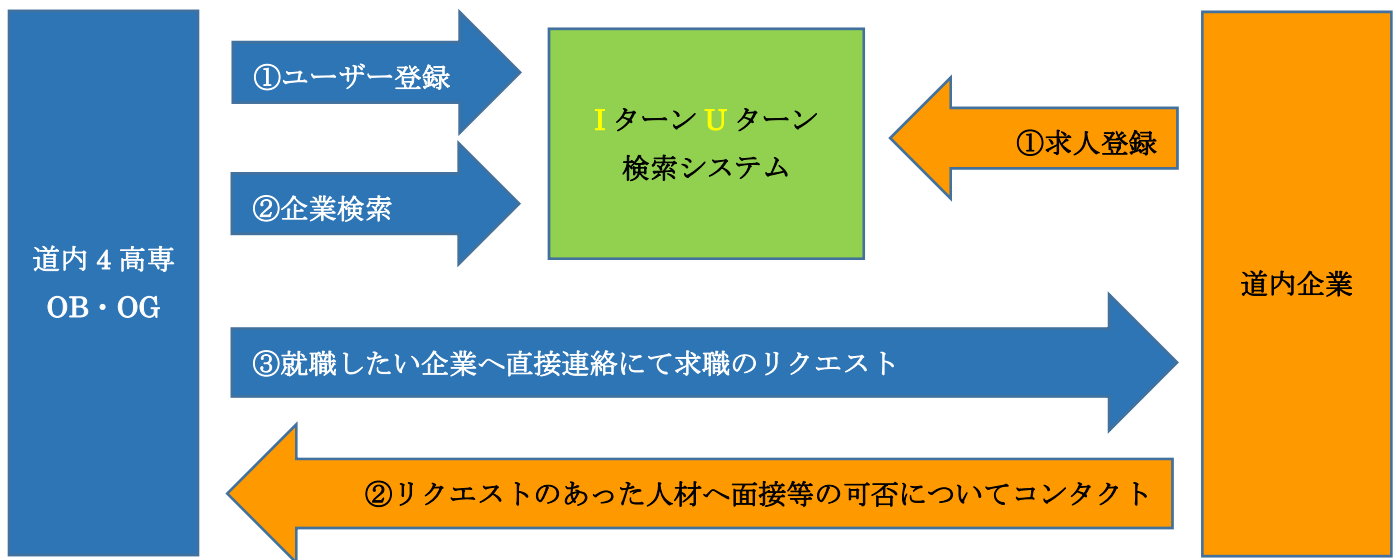 道内4高専
OB・OG
①ユーザー登録
②企業検索
IターンUターン
検索システム
①求人登録
道内企業
③就職したい企業へ直接連絡にて求職のリクエスト
②リクエストのあった人材へ面接等の可否についてコンタクト